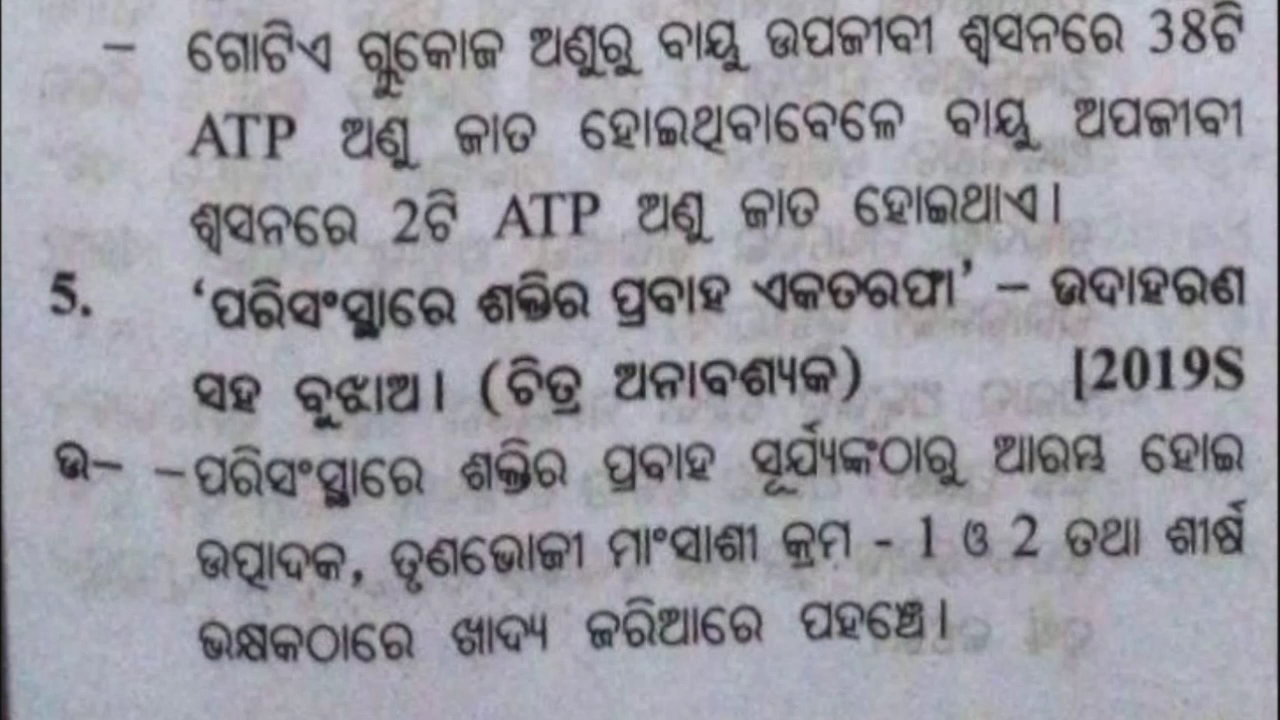 – ଗୋଟିଏ ଗ୍ଲୁକୋଜ ଅଣୁରୁ ବାୟୁ ଉପଜୀବୀ ଶ୍ୱସନରେ 38ଟି
ATP ଅଣୁ ଜାତ ହୋଇଥିବାବେଳେ ବାୟୁ ଅପଜୀବୀ
ଶ୍ୱସନରେ 2ଟି ATP ଅଣୁ ଜାତ ହୋଇଥାଏ।
5. ‘ପରିସଂସ୍ଥାରେ ଶକ୍ତିର ପ୍ରବାହ ଏକତରଫା’ – ଉଦାହରଣ
ସହ ବୁଝାଅ। (ଚିତ୍ର ଅନାବଶ୍ୟକ) [2019S
ଉ– –ପରିସଂସ୍ଥାରେ ଶକ୍ତିର ପ୍ରବାହ ସୂର୍ଯ୍ୟଙ୍କଠାରୁ ଆରମ୍ଭ ହୋଇ
ଉତ୍ପାଦକ, ତୃଣଭୋଜୀ ମାଂସାଶୀ କ୍ରମ - 1 ଓ 2 ତଥା ଶୀର୍ଷ
ଭକ୍ଷକଠାରେ ଖାଦ୍ୟ ଜରିଆରେ ପହଞ୍ଚେ।